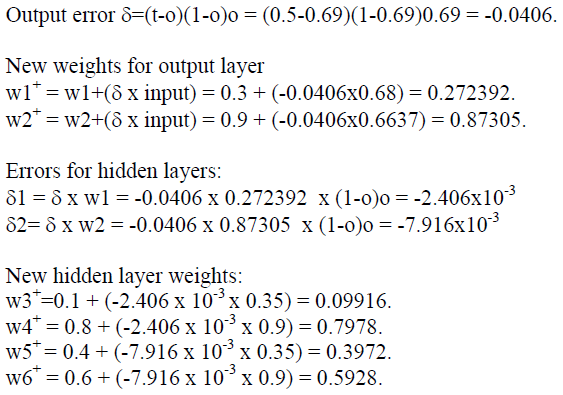 Output error δ=(t-o)(1-o)o = (0.5-0.69)(1-0.69)0.69 = -0.0406.
New weights for output layer
w1⁺ = w1+(δ x input) = 0.3 + (-0.0406x0.68) = 0.272392.
w2⁺ = w2+(δ x input) = 0.9 + (-0.0406x0.6637) = 0.87305.
Errors for hidden layers:
δ1 = δ x w1 = -0.0406 x 0.272392 x (1-o)o = -2.406x10⁻³
δ2= δ x w2 = -0.0406 x 0.87305 x (1-o)o = -7.916x10⁻³
New hidden layer weights:
w3⁺=0.1 + (-2.406 x 10⁻³ x 0.35) = 0.09916.
w4⁺ = 0.8 + (-2.406 x 10⁻³ x 0.9) = 0.7978.
w5⁺ = 0.4 + (-7.916 x 10⁻³ x 0.35) = 0.3972.
w6⁺ = 0.6 + (-7.916 x 10⁻³ x 0.9) = 0.5928.